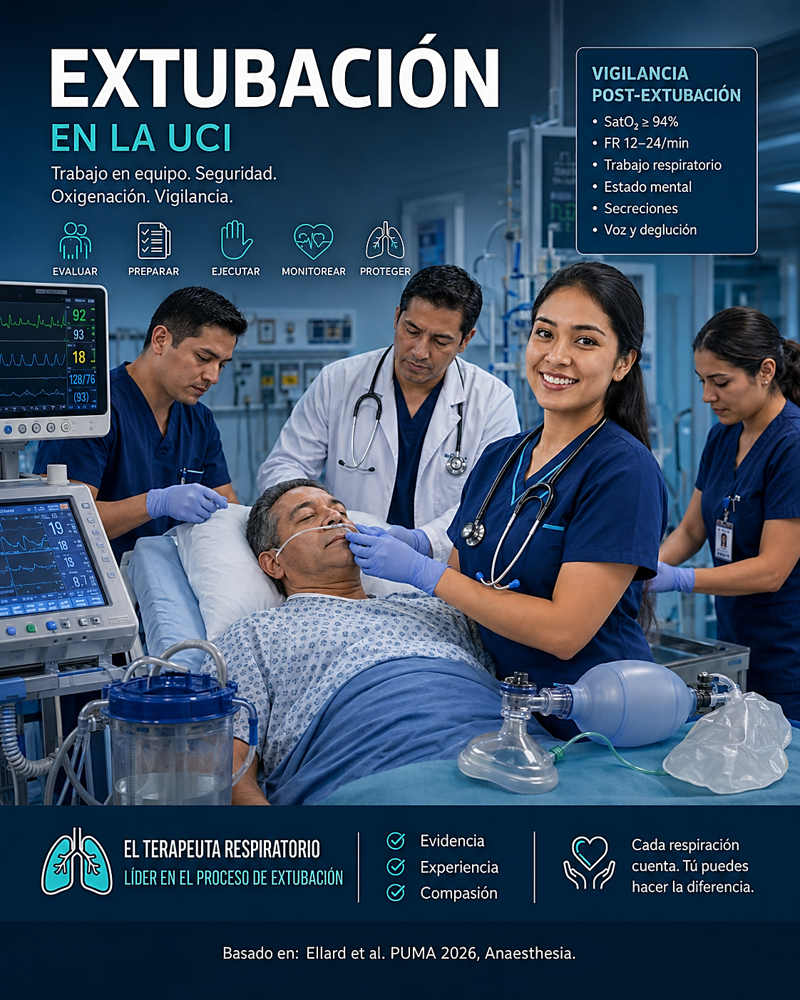 EXTUBACIÓN
EN LA UCI
Trabajo en equipo. Seguridad.
Oxigenación. Vigilancia.
EVALUAR
PREPARAR
EJECUTAR
MONITOREAR
PROTEGER
VIGILANCIA
POST-EXTUBACIÓN
• SatO₂ ≥ 94%
• FR 12–24/min
• Trabajo respiratorio
• Estado mental
• Secreciones
• Voz y deglución
92
93
18
128/76
(93)
19
18
13
8.7
EL TERAPEUTA RESPIRATORIO
LÍDER EN EL PROCESO DE EXTUBACIÓN
Evidencia
Experiencia
Compasión
Cada respiración
cuenta. Tú puedes
hacer la diferencia.
Basado en: Ellard et al. PUMA 2026, Anaesthesia.